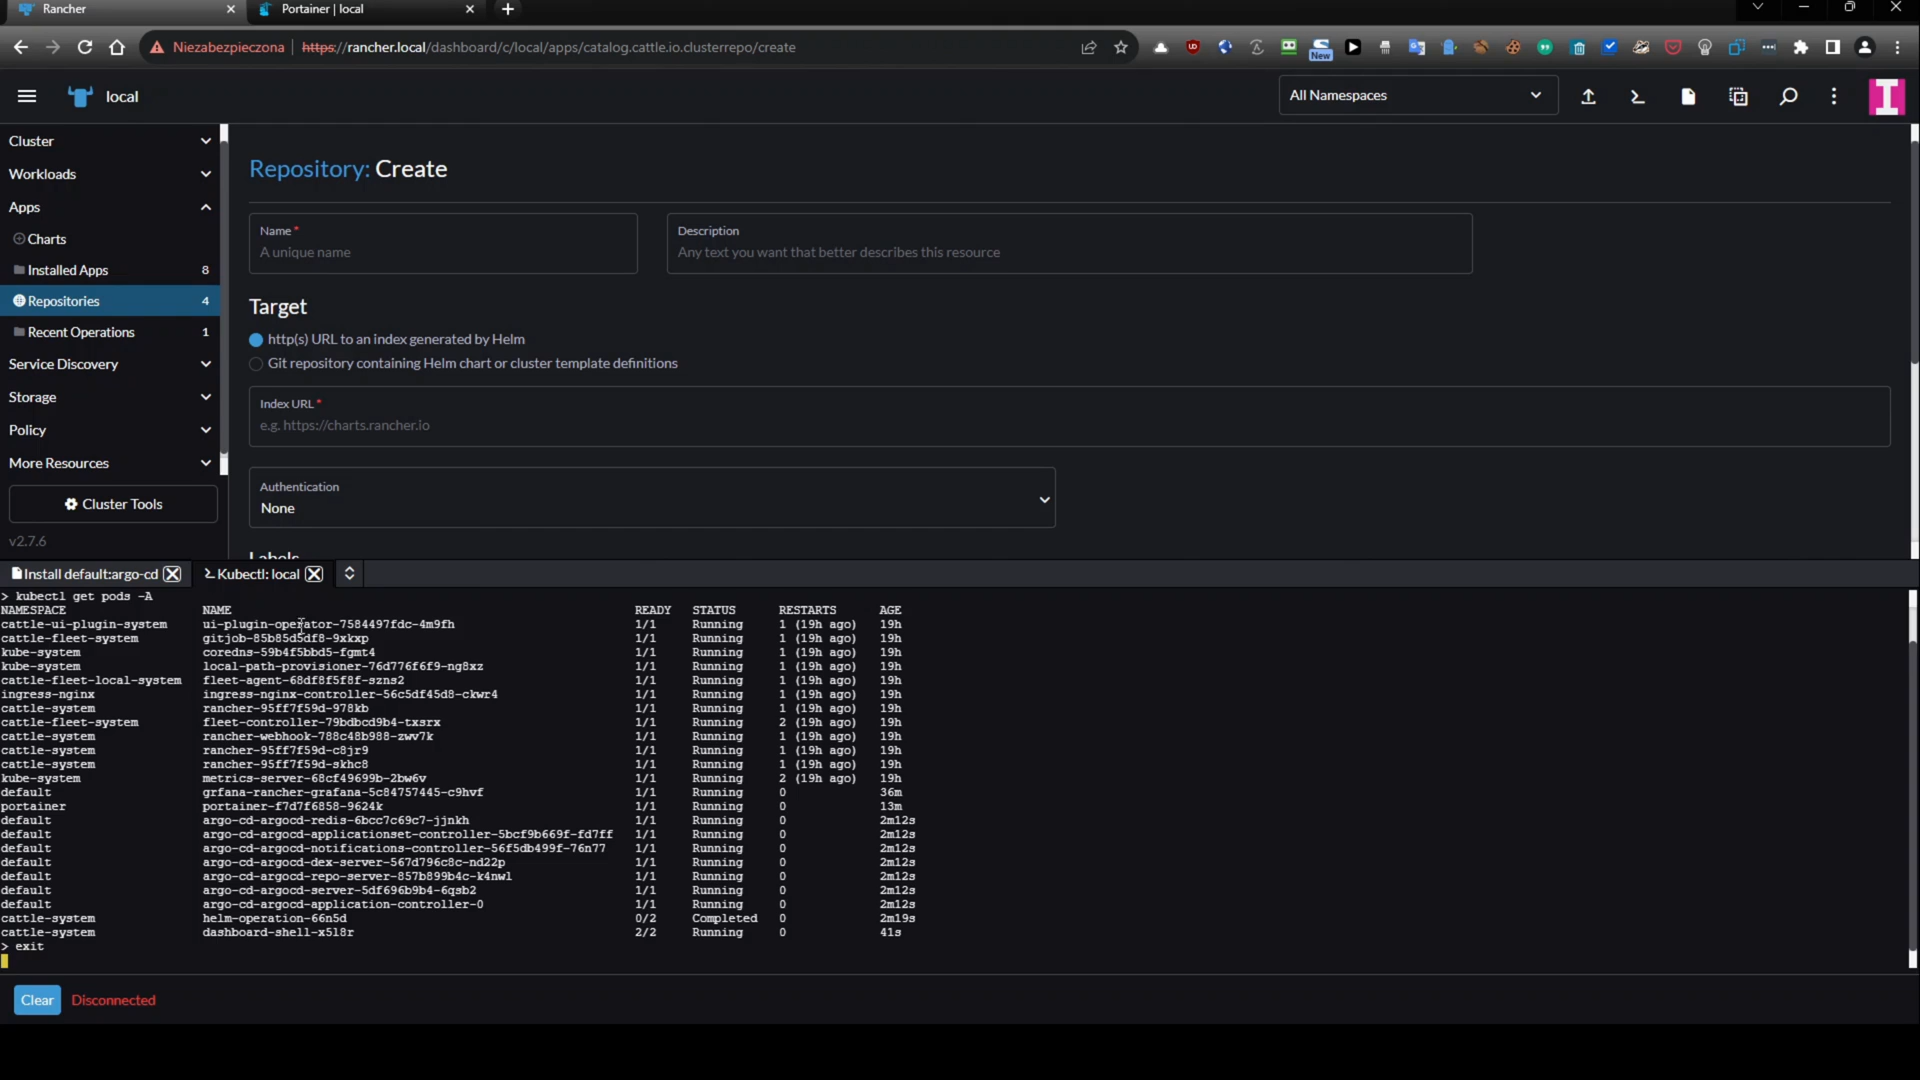 Rancher
Portainer | local
Niezabezpieczona https://rancher.local/dashboard/c/local/apps/catalog.cattle.io.clusterrepo/create
New
local
All Namespaces
Cluster
Workloads
Apps
Charts
Installed Apps 8
Repositories 4
Recent Operations 1
Service Discovery
Storage
Policy
More Resources
Cluster Tools
v2.7.6
Repository: Create
Name *
A unique name
Description
Any text you want that better describes this resource
Target
http(s) URL to an index generated by Helm
Git repository containing Helm chart or cluster template definitions
Index URL *
e.g. https://charts.rancher.io
Authentication
None
Labels
Install default:argo-cd
Kubectl: local
> kubectl get pods -A
NAMESPACE NAME READY STATUS RESTARTS AGE
cattle-ui-plugin-system ui-plugin-operator-7584497fdc-4m9fh 1/1 Running 1 (19h ago) 19h
cattle-fleet-system gitjob-85b85d5df8-9xkxp 1/1 Running 1 (19h ago) 19h
kube-system coredns-59b4f5bbd5-fgmt4 1/1 Running 1 (19h ago) 19h
kube-system local-path-provisioner-76d776f6f9-ng8xz 1/1 Running 1 (19h ago) 19h
cattle-fleet-local-system fleet-agent-68df8f5f8f-szns2 1/1 Running 1 (19h ago) 19h
ingress-nginx ingress-nginx-controller-56c5df45d8-ckwr4 1/1 Running 1 (19h ago) 19h
cattle-system rancher-95ff7f59d-978kb 1/1 Running 1 (19h ago) 19h
cattle-fleet-system fleet-controller-79bdbcd9b4-txsrx 1/1 Running 2 (19h ago) 19h
cattle-system rancher-webhook-788c48b988-zwv7k 1/1 Running 1 (19h ago) 19h
cattle-system rancher-95ff7f59d-c8jr9 1/1 Running 1 (19h ago) 19h
cattle-system rancher-95ff7f59d-skhc8 1/1 Running 1 (19h ago) 19h
kube-system metrics-server-68cf49699b-2bw6v 1/1 Running 2 (19h ago) 19h
default grfana-rancher-grafana-5c84757445-c9hvf 1/1 Running 0 36m
portainer portainer-f7d7f6858-9624k 1/1 Running 0 13m
default argo-cd-argocd-redis-6bcc7c69c7-jjnkh 1/1 Running 0 2m12s
default argo-cd-argocd-applicationset-controller-5bcf9b669f-fd7ff 1/1 Running 0 2m12s
default argo-cd-argocd-notifications-controller-56f5db499f-76n77 1/1 Running 0 2m12s
default argo-cd-argocd-dex-server-567d796c8c-nd22p 1/1 Running 0 2m12s
default argo-cd-argocd-repo-server-857b899b4c-k4nwl 1/1 Running 0 2m12s
default argo-cd-argocd-server-5df696b9b4-6qsb2 1/1 Running 0 2m12s
default argo-cd-argocd-application-controller-0 1/1 Running 0 2m12s
cattle-system helm-operation-66n5d 0/2 Completed 0 2m19s
cattle-system dashboard-shell-x5l8r 2/2 Running 0 41s
> exit
Clear Disconnected